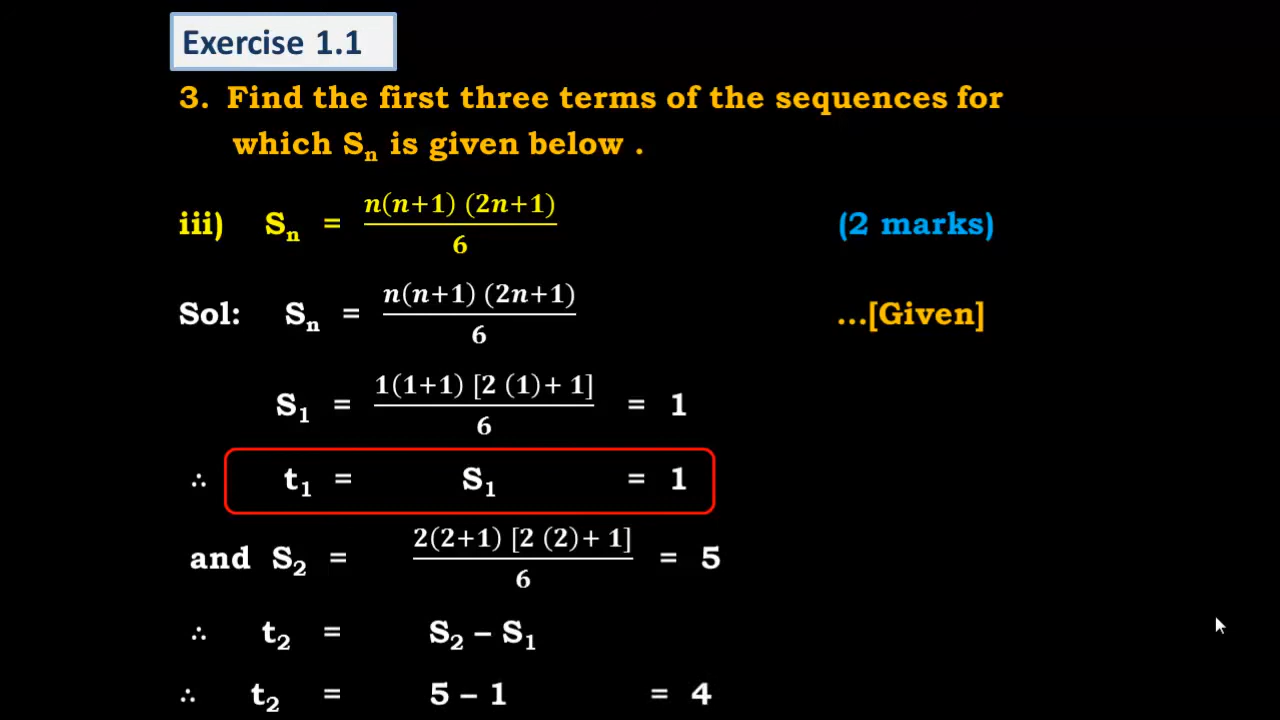 Exercise 1.1
3. Find the first three terms of the sequences for
which Sₙ is given below .
iii) Sₙ = n(n+1) (2n+1) / 6 (2 marks)
Sol: Sₙ = n(n+1) (2n+1) / 6 ...[Given]
S₁ = 1(1+1) [2 (1)+ 1] / 6 = 1
∴ t₁ = S₁ = 1
and S₂ = 2(2+1) [2 (2)+ 1] / 6 = 5
∴ t₂ = S₂ – S₁
∴ t₂ = 5 – 1 = 4